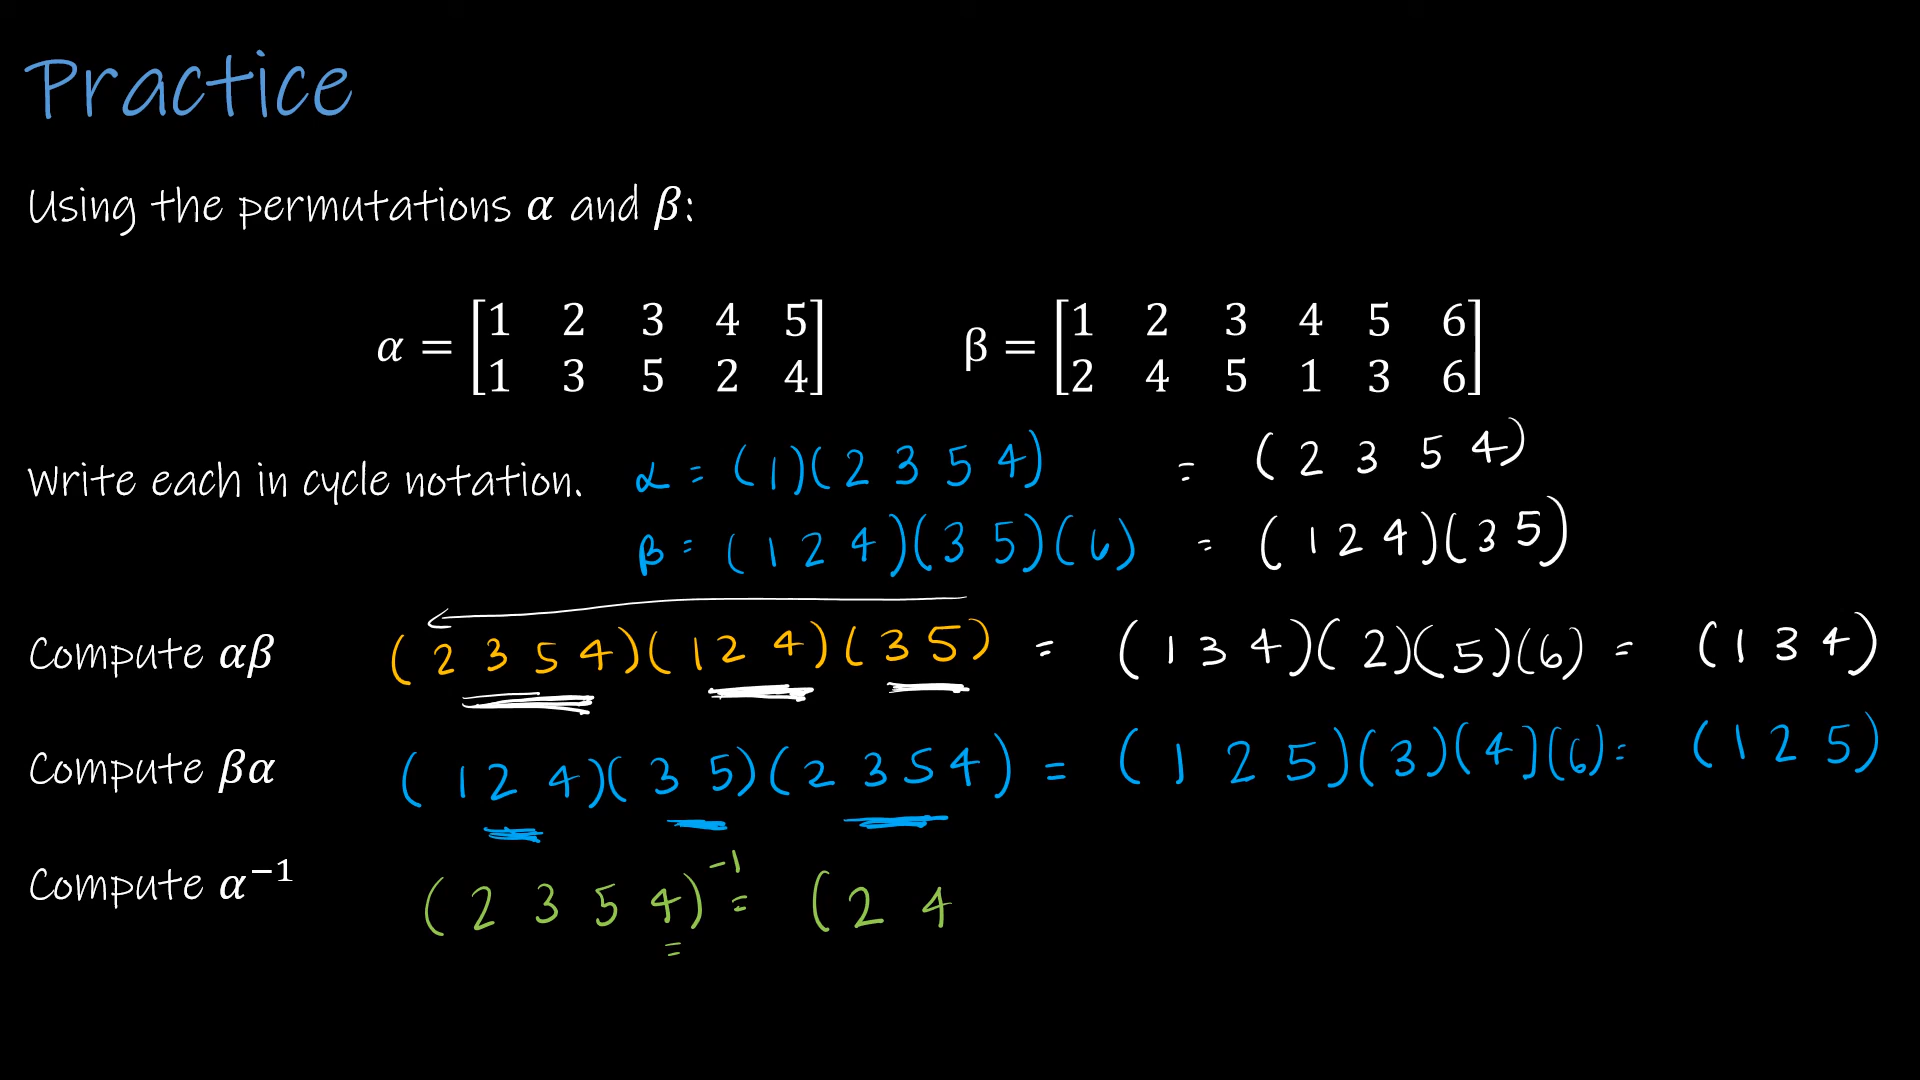 Practice
Using the permutations α and β:
α = [1 2 3 4 5] β = [1 2 3 4 5 6]
[1 3 5 2 4] [2 4 5 1 3 6]
Write each in cycle notation. α = (1)(2 3 5 4) = (2 3 5 4)
β = (1 2 4)(3 5)(6) = (1 2 4)(3 5)
Compute αβ (2 3 5 4)(1 2 4)(3 5) = (1 3 4)(2)(5)(6) = (1 3 4)
Compute βα (1 2 4)(3 5)(2 3 5 4) = (1 2 5)(3)(4](6) = (1 2 5)
Compute α⁻¹ (2 3 5 4)⁻¹ = (2 4